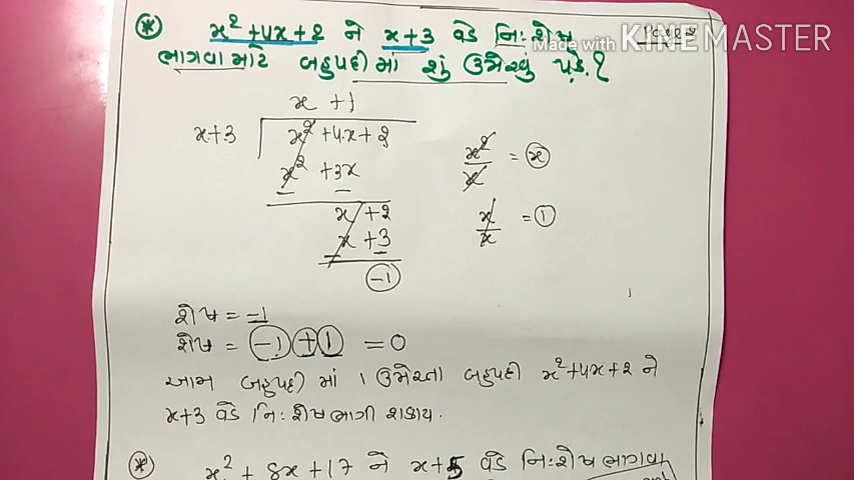 Made with KINEMASTER
* x² + 4x + 2 ને x + 3 વડે નિઃશેષ
ભાગવા માટે બહુપદી માં શું ઉમેરવું પડે?
x + 1
x + 3 x² + 4x + 2
x² + 3x
x²/x = x
x + 2
x/x = 1
x + 3
-1
શેષ = -1
શેષ = -1 + 1 = 0
આમ બહુપદી માં 1 ઉમેરતા બહુપદી x² + 4x + 2 ને
x + 3 વડે નિઃશેષ ભાગી શકાય.
* x² + 8x + 17 ને x + 5 વડે નિઃશેષ ભાગવા